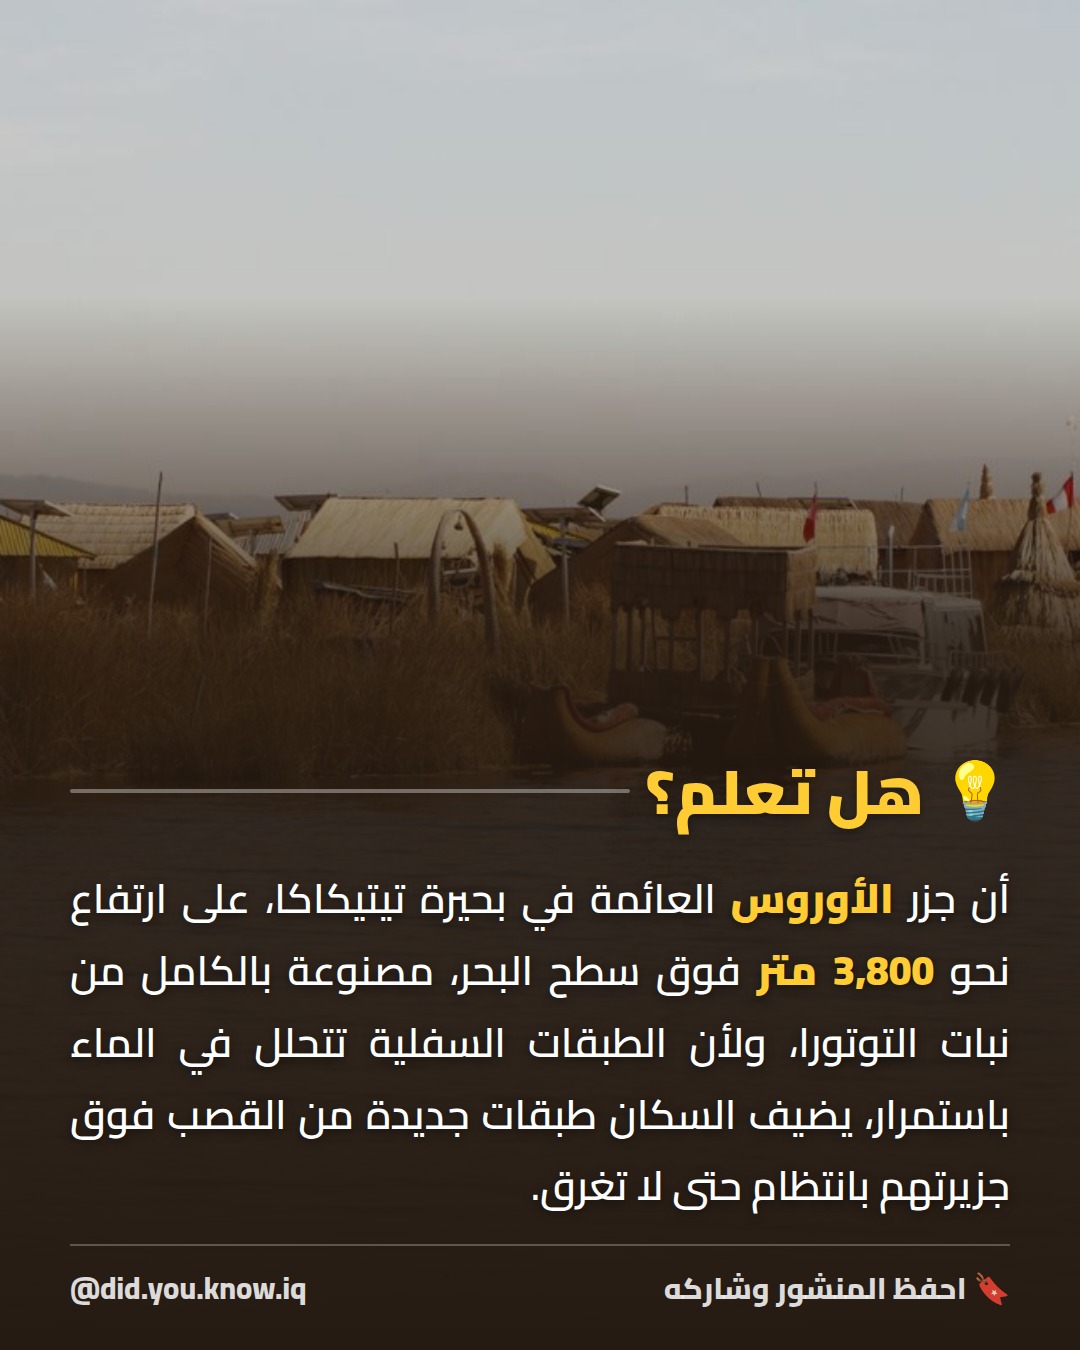 💡 هل تعلم؟
أن جزر الأوروس العائمة في بحيرة تيتيكاكا، على ارتفاع
نحو 3,800 متر فوق سطح البحر، مصنوعة بالكامل من
نبات التوتورا، ولأن الطبقات السفلية تتحلل في الماء
باستمرار، يضيف السكان طبقات جديدة من القصب فوق
جزيرتهم بانتظام حتى لا تغرق.
🔖 احفظ المنشور وشاركه
@did.you.know.iq